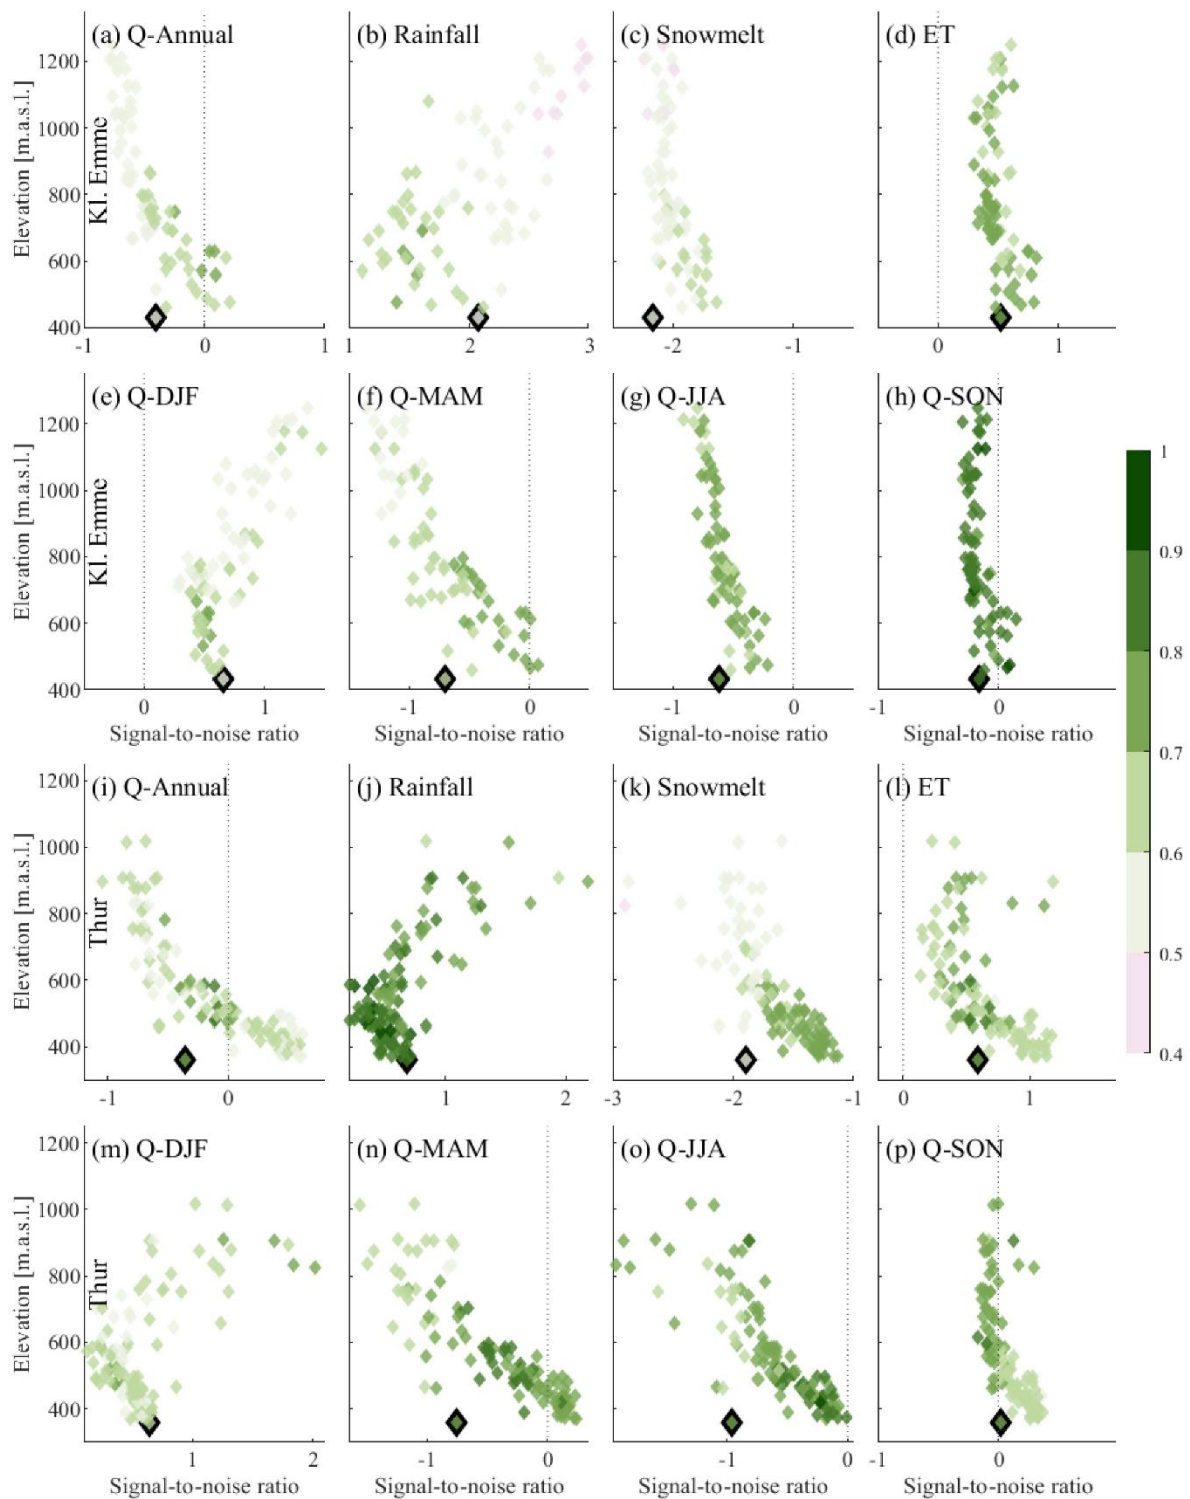 (a) Q-Annual (b) Rainfall (c) Snowmelt (d) ET
Elevation [m.a.s.l.]
Kl. Emme
1200
1000
800
600
400
-1 0 1 1 2 3 -2 -1 0 1
(e) Q-DJF (f) Q-MAM (g) Q-JJA (h) Q-SON
Elevation [m.a.s.l.]
Kl. Emme
1200
1000
800
600
400
0 1 -1 0 -1 0 -1 0
Signal-to-noise ratio Signal-to-noise ratio Signal-to-noise ratio Signal-to-noise ratio
(i) Q-Annual (j) Rainfall (k) Snowmelt (l) ET
Elevation [m.a.s.l.]
Thur
1200
1000
800
600
400
-1 0 1 2 -3 -2 -1 0 1
(m) Q-DJF (n) Q-MAM (o) Q-JJA (p) Q-SON
Elevation [m.a.s.l.]
Thur
1200
1000
800
600
400
1 2 -1 0 -1 0 -1 0
Signal-to-noise ratio Signal-to-noise ratio Signal-to-noise ratio Signal-to-noise ratio
1
0.9
0.8
0.7
0.6
0.5
0.4